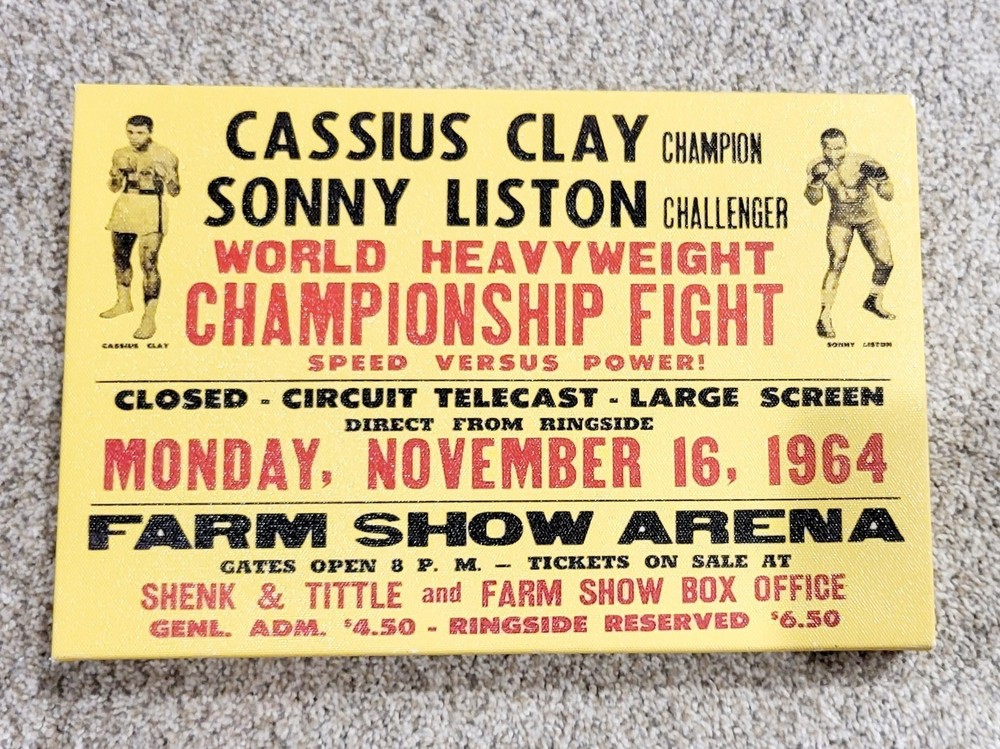 CASSIUS CLAY CHAMPION
SONNY LISTON CHALLENGER
WORLD HEAVYWEIGHT
CHAMPIONSHIP FIGHT
CASSIUS CLAY
SONNY LISTON
SPEED VERSUS POWER!
CLOSED - CIRCUIT TELECAST - LARGE SCREEN
DIRECT FROM RINGSIDE
MONDAY, NOVEMBER 16, 1964
FARM SHOW ARENA
GATES OPEN 8 P. M. — TICKETS ON SALE AT
SHENK & TITTLE and FARM SHOW BOX OFFICE
GENL. ADM. $4.50 - RINGSIDE RESERVED $6.50